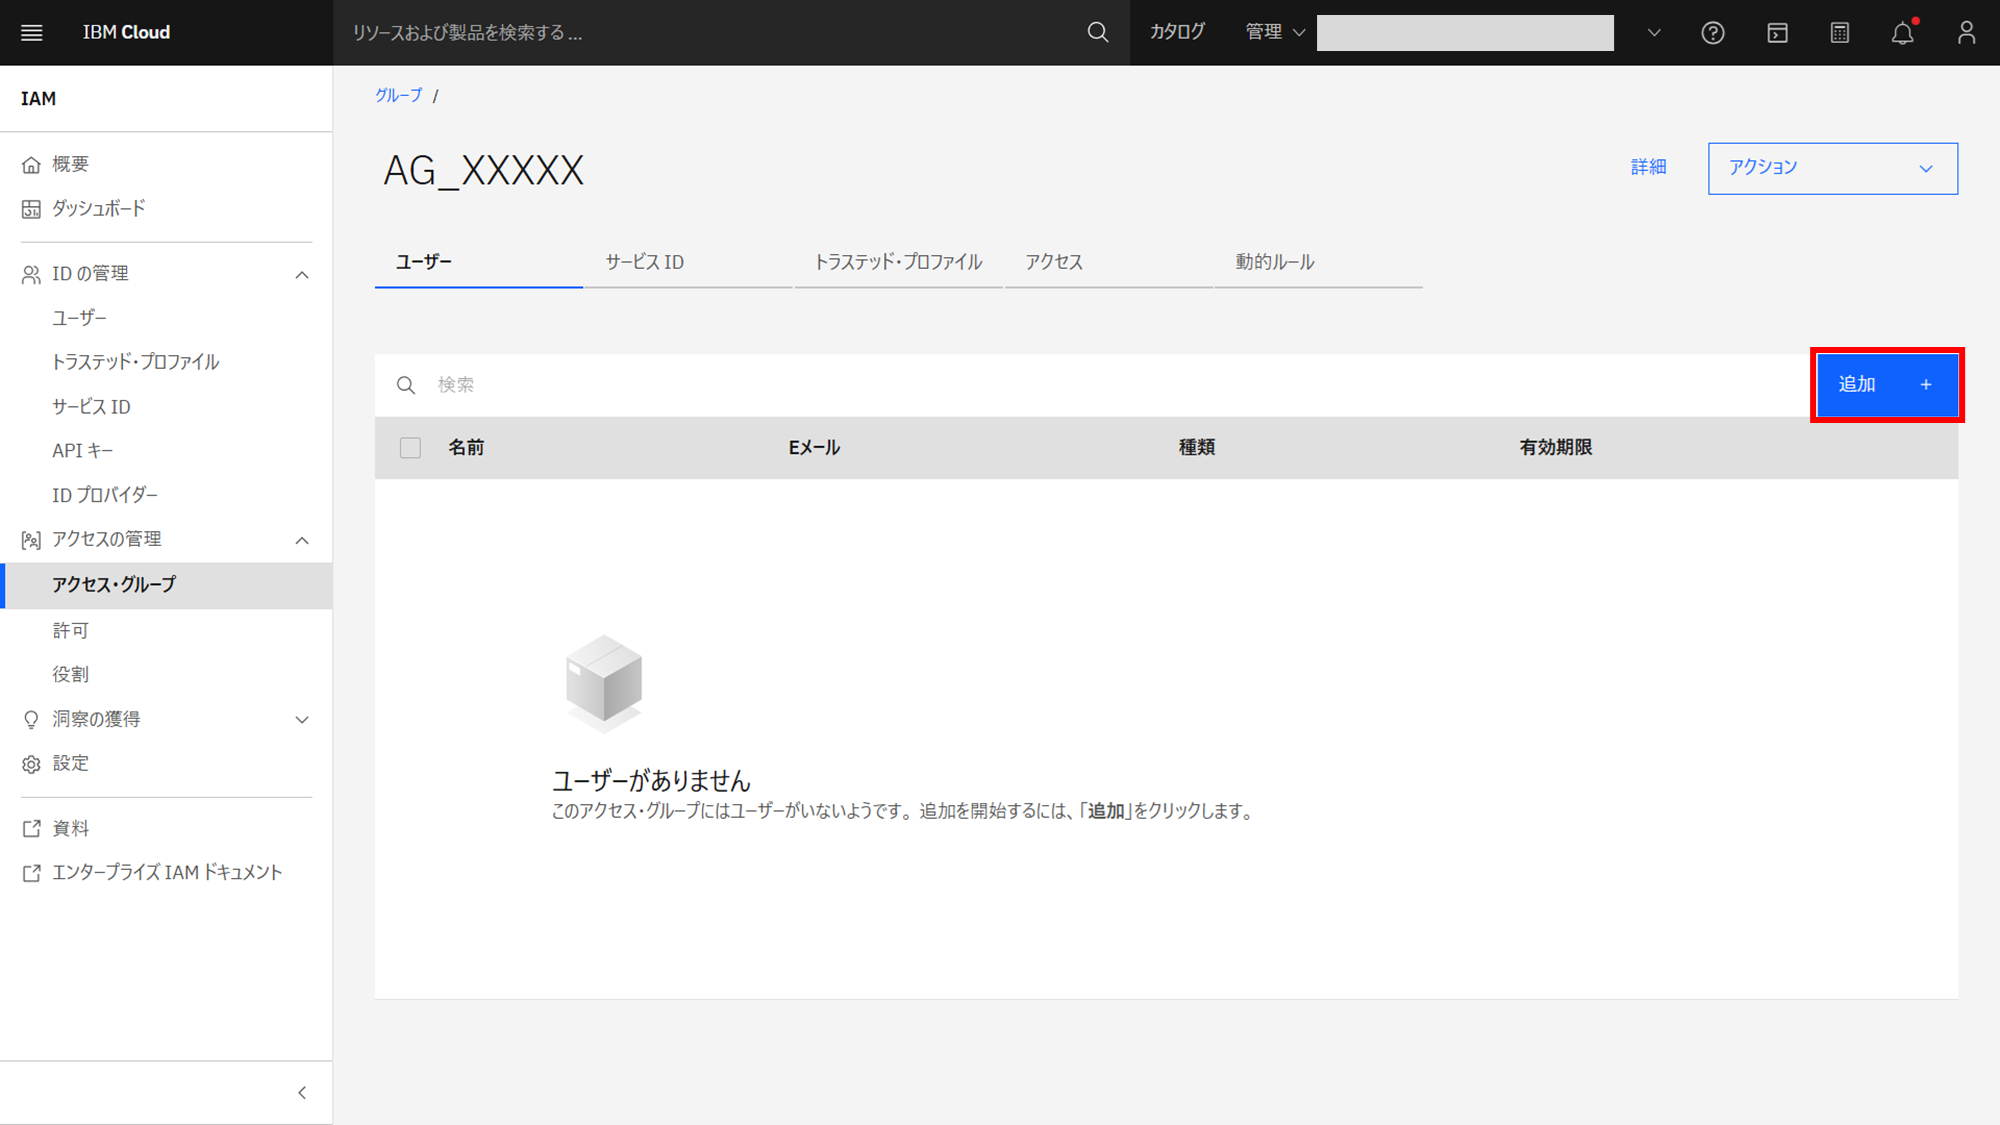 IBM Cloud
リソースおよび製品を検索する ...
カタログ
管理
IAM
概要
ダッシュボード
ID の管理
ユーザー
トラステッド・プロファイル
サービス ID
API キー
ID プロバイダー
アクセスの管理
アクセス・グループ
許可
役割
洞察の獲得
設定
資料
エンタープライズ IAM ドキュメント
グループ /
AG_XXXXX
詳細
アクション
ユーザー
サービス ID
トラステッド・プロファイル
アクセス
動的ルール
検索
追加 +
名前
Eメール
種類
有効期限
ユーザーがありません
このアクセス・グループにはユーザーがいないようです。追加を開始するには、「追加」をクリックします。